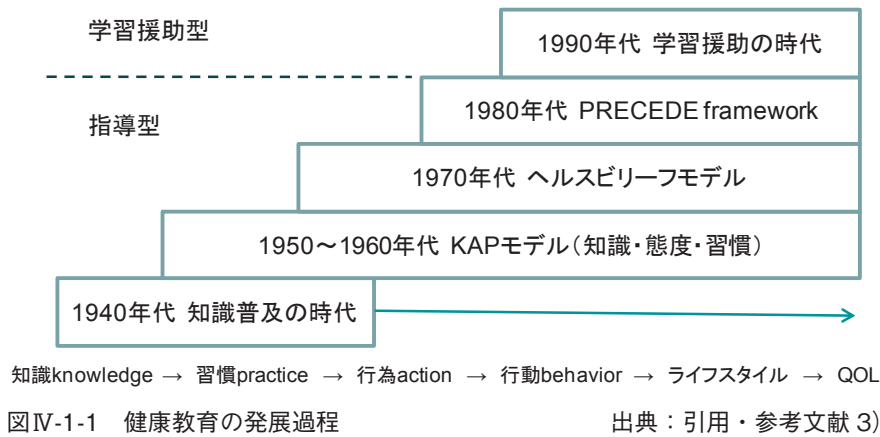 学習援助型
1990年代 学習援助の時代
1980年代 PRECEDE framework
指導型
1970年代 ヘルスビリーフモデル
1950～1960年代 KAPモデル（知識・態度・習慣）
1940年代 知識普及の時代
知識knowledge → 習慣practice → 行為action → 行動behavior → ライフスタイル → QOL
図Ⅳ-1-1 健康教育の発展過程 出典：引用・参考文献 3)